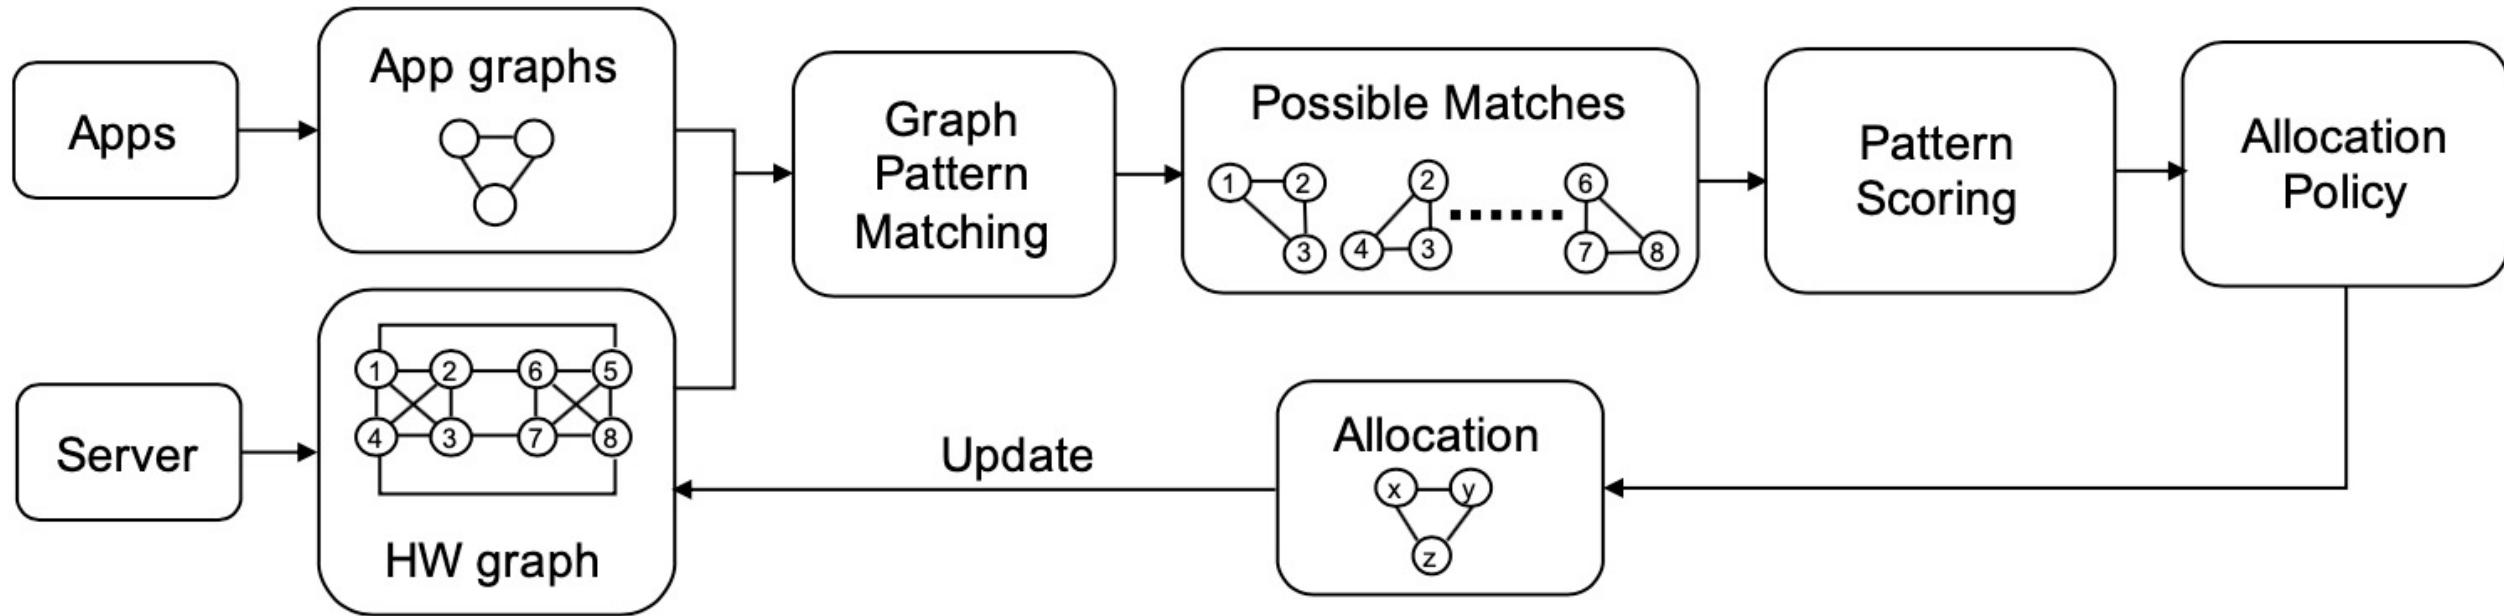 Apps
App graphs
Graph
Pattern
Matching
Possible Matches
1 2
3
2
4 3
6
7 8
Pattern
Scoring
Allocation
Policy
Server
1 2 6 5
4 3 7 8
HW graph
Update
Allocation
x y
z